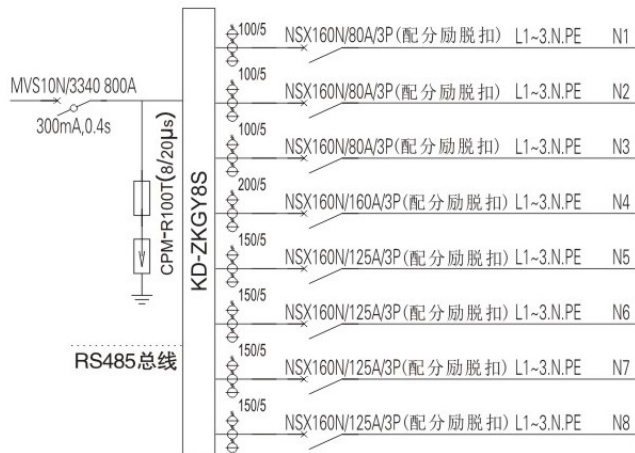 100/5 NSX160N/80A/3P(配分励脱扣) L1~3.N.PE N1
MVS10N/3340 800A
300mA,0.4s
100/5 NSX160N/80A/3P(配分励脱扣) L1~3.N.PE N2
100/5 NSX160N/80A/3P(配分励脱扣) L1~3.N.PE N3
CPM-R100T(8/20μs)
KD-ZKGY8S
200/5 NSX160N/160A/3P(配分励脱扣) L1~3.N.PE N4
150/5 NSX160N/125A/3P(配分励脱扣) L1~3.N.PE N5
150/5 NSX160N/125A/3P(配分励脱扣) L1~3.N.PE N6
RS485总线
150/5 NSX160N/125A/3P(配分励脱扣) L1~3.N.PE N7
150/5 NSX160N/125A/3P(配分励脱扣) L1~3.N.PE N8